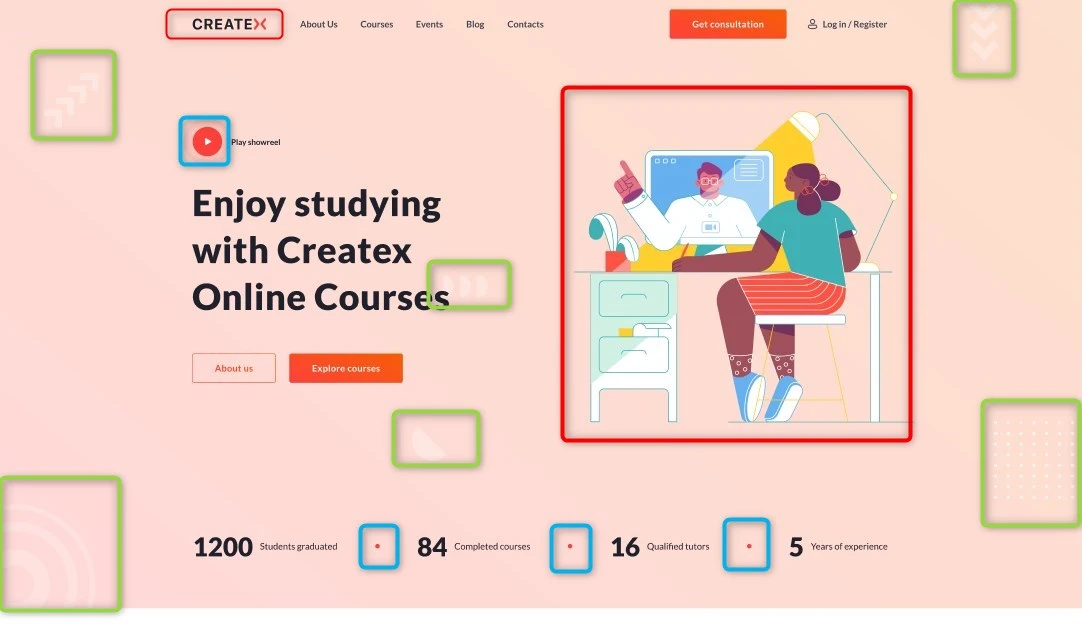 CREATEX About Us Courses Events Blog Contacts Get consultation Log in / Register
Play showreel
Enjoy studying
with Createx
Online Courses
About us Explore courses
1200 Students graduated 84 Completed courses 16 Qualified tutors 5 Years of experience